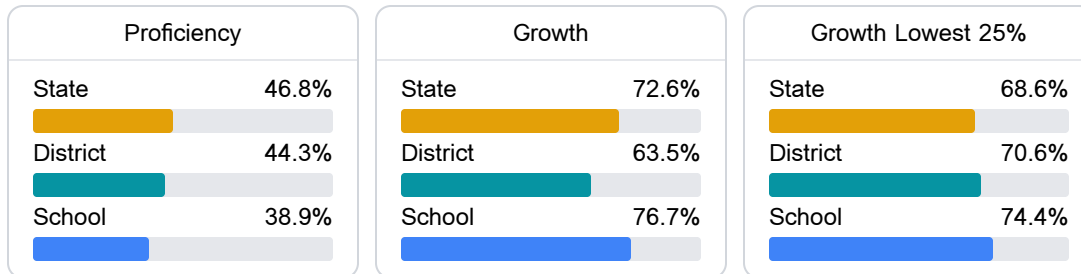 Proficiency
State 46.8%
District 44.3%
School 38.9%
Growth
State 72.6%
District 63.5%
School 76.7%
Growth Lowest 25%
State 68.6%
District 70.6%
School 74.4%